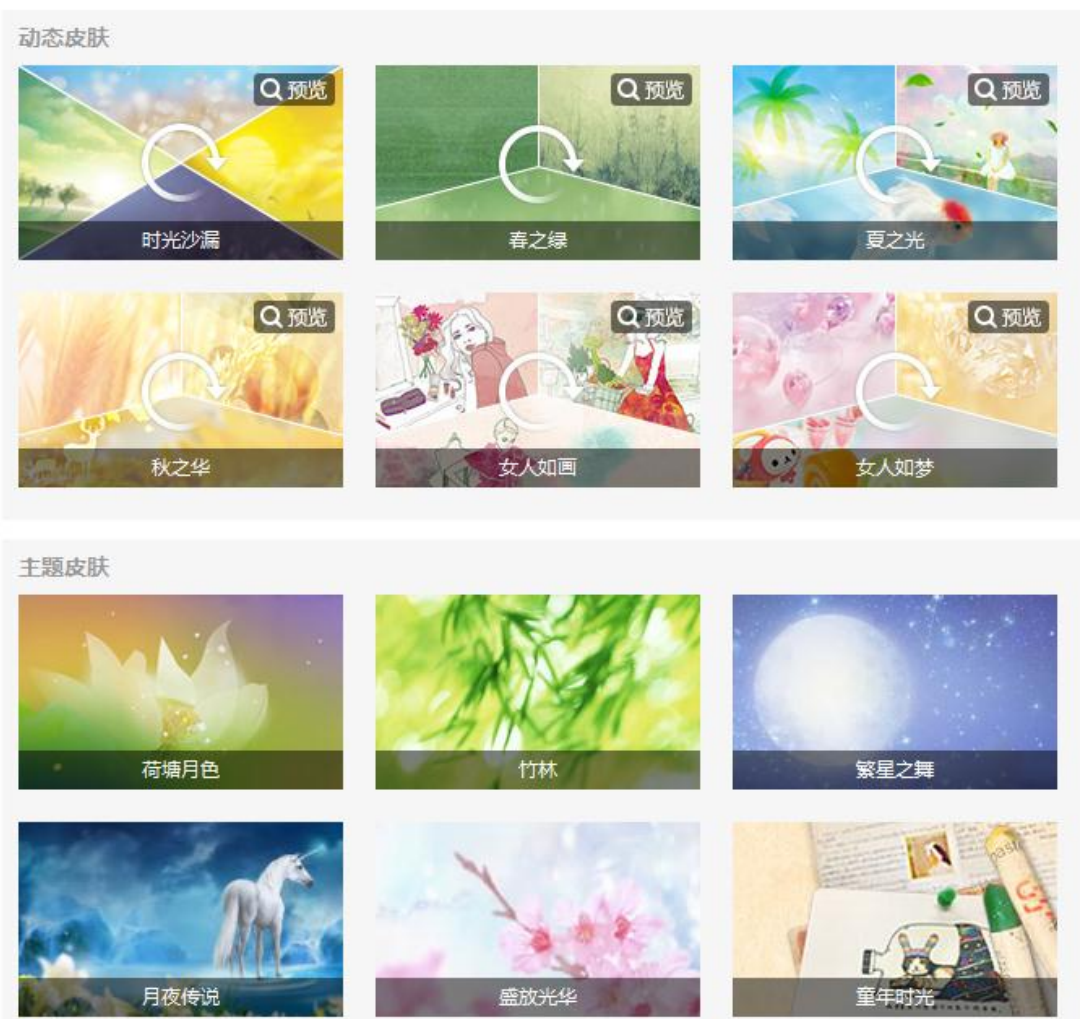 动态皮肤
预览
预览
预览
时光沙漏
春之绿
夏之光
预览
预览
预览
秋之华
女人如画
女人如梦
主题皮肤
荷塘月色
竹林
繁星之舞
月夜传说
盛放光华
童年时光